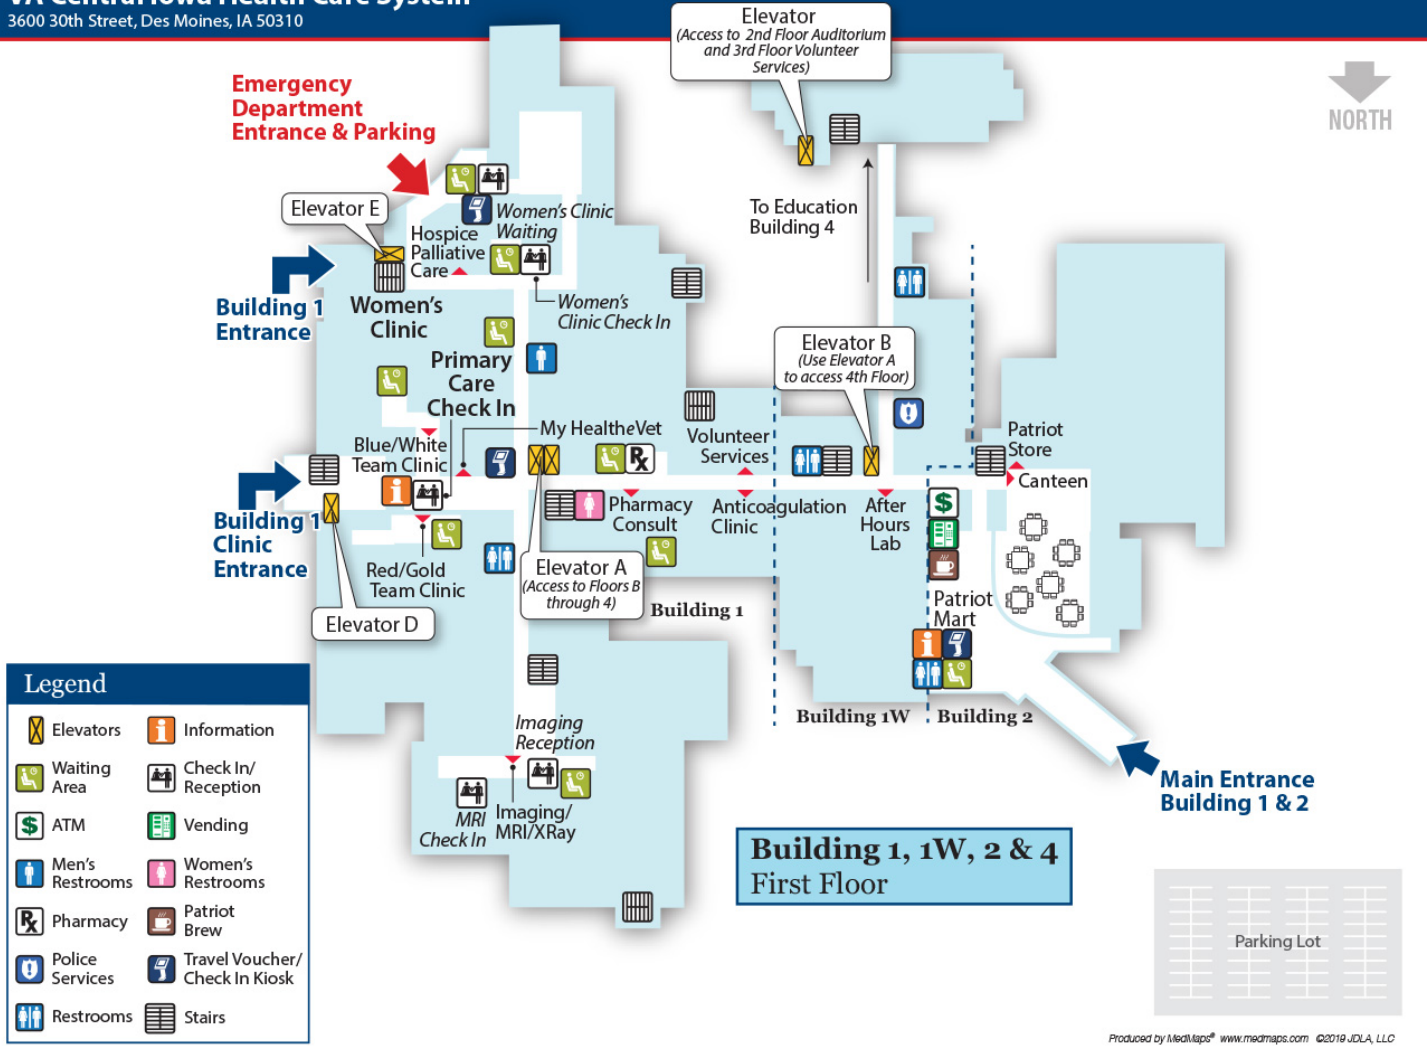 VA Central Iowa Health Care System
3600 30th Street, Des Moines, IA 50310
Elevator
(Access to 2nd Floor Auditorium
and 3rd Floor Volunteer
Services)
NORTH
Emergency
Department
Entrance & Parking
Elevator E
Women's Clinic
Waiting
Hospice
Palliative
Care
To Education
Building 4
Building 1
Entrance
Women's
Clinic
Women's
Clinic Check In
Primary
Care
Check In
Elevator B
(Use Elevator A
to access 4th Floor)
My HealtheVet
Blue/White
Team Clinic
Volunteer
Services
Patriot
Store
Canteen
Building 1
Clinic
Entrance
Pharmacy
Consult
Anticoagulation
Clinic
After
Hours
Lab
Red/Gold
Team Clinic
Elevator A
(Access to Floors B
through 4)
Elevator D
Building 1
Patriot
Mart
Building 1W
Building 2
Imaging
Reception
Main Entrance
Building 1 & 2
MRI
Check In
Imaging/
MRI/XRay
Building 1, 1W, 2 & 4
First Floor
Parking Lot
Legend
Elevators
Information
Waiting
Area
Check In/
Reception
$ ATM
Vending
Men's
Restrooms
Women's
Restrooms
Rx Pharmacy
Patriot
Brew
Police
Services
Travel Voucher/
Check In Kiosk
Restrooms
Stairs
Produced by MedMaps® www.medmaps.com ©2019 JDLA, LLC